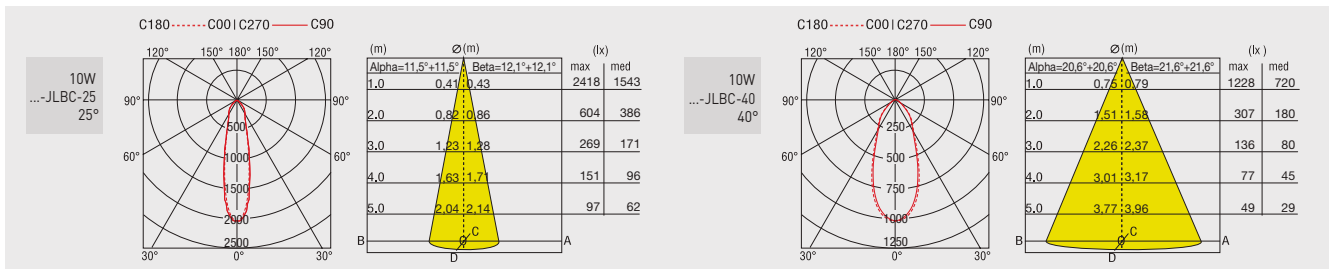 C180 ------ C00 | C270 —— C90
120° 150° 180° 150° 120°
90° 90°
60° 60°
30° 0° 30°
500
1000
1500
2000
2500
10W
...-JLBC-25
25°
(m) Ø(m) (lx)
Alpha=11,5°+11,5° Beta=12,1°+12,1° max med
1.0 0,41 0,43 2418 1543
2.0 0,82 0,86 604 386
3.0 1,23 1,28 269 171
4.0 1,63 1,71 151 96
5.0 2,04 2,14 97 62
B C A
D
C180 ------ C00 | C270 —— C90
120° 150° 180° 150° 120°
90° 90°
60° 60°
30° 0° 30°
250
500
750
1000
1250
10W
...-JLBC-40
40°
(m) Ø(m) (lx)
Alpha=20,6°+20,6° Beta=21,6°+21,6° max med
1.0 0,75 0,79 1228 720
2.0 1,51 1,58 307 180
3.0 2,26 2,37 136 80
4.0 3,01 3,17 77 45
5.0 3,77 3,96 49 29
B C A
D